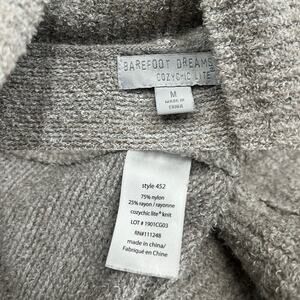 BAREFOOT DREAMS
COZYCHIC LITE
M
MADE IN
CHINA
style 452
75% nylon
25% rayon / rayonne
cozychic lite® knit
LOT # 1901CG03
RN#111248
made in china/
Fabriqué en Chine